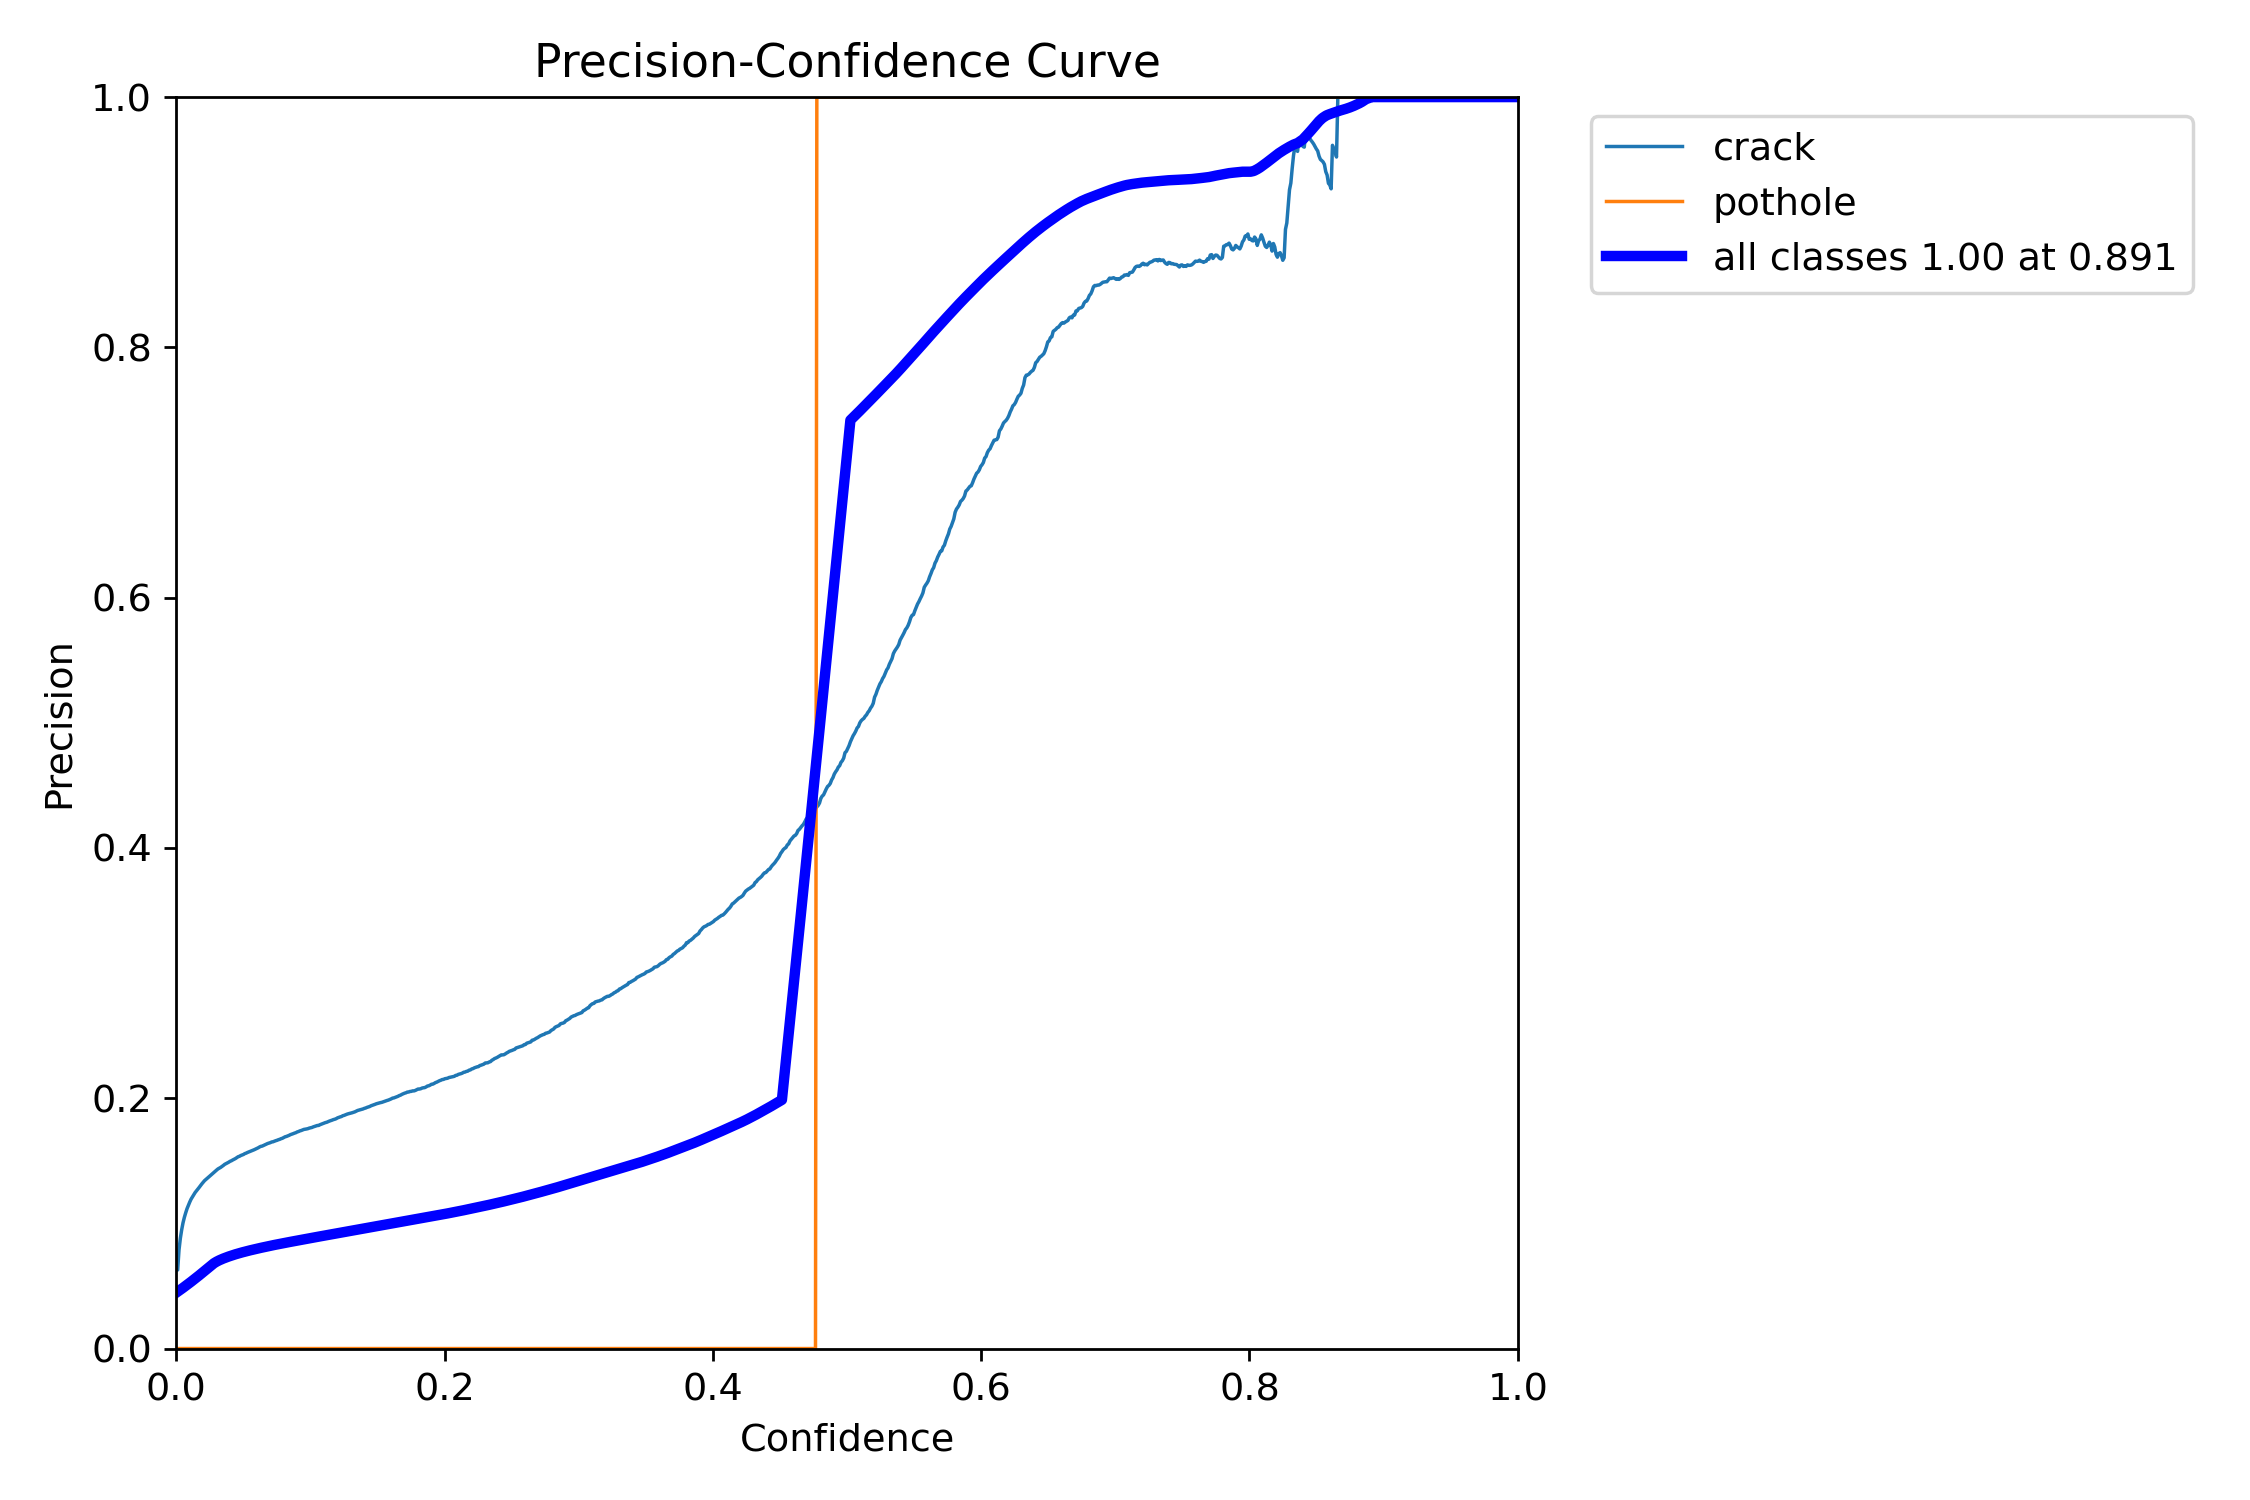 Precision-Confidence Curve
1.0
0.8
0.6
0.4
0.2
0.0
Precision
0.0 0.2 0.4 0.6 0.8 1.0
Confidence
crack
pothole
all classes 1.00 at 0.891